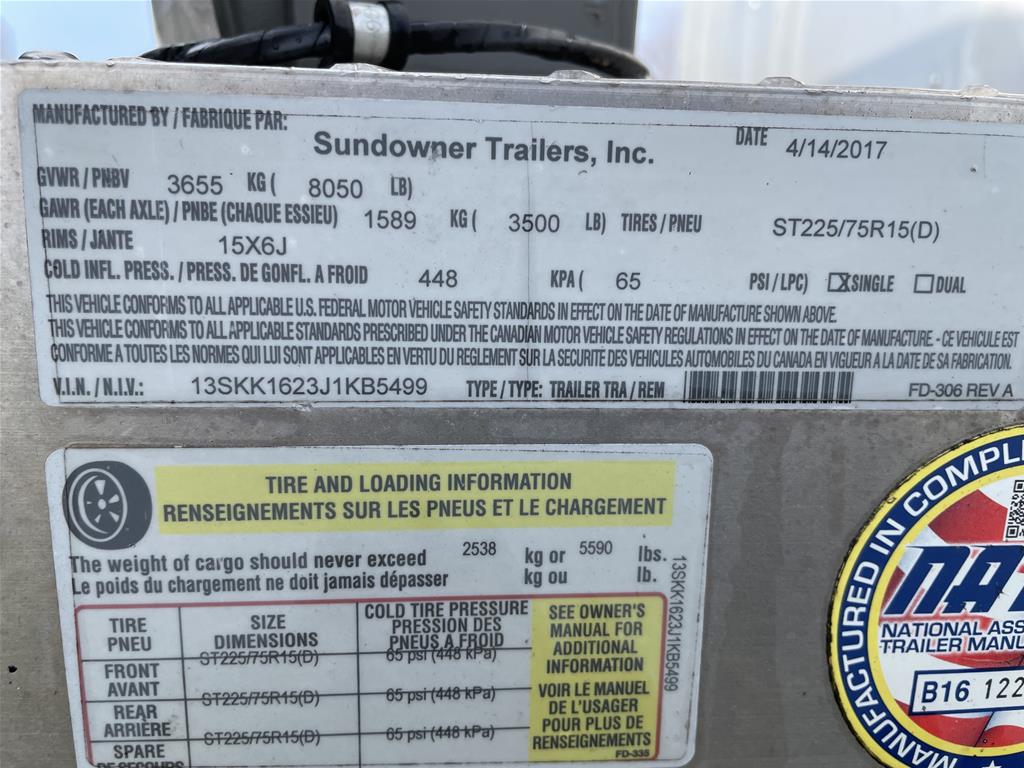 MANUFACTURED BY / FABRIQUE PAR: Sundowner Trailers, Inc. DATE 4/14/2017
GVWR / PNBV 3655 KG ( 8050 LB)
GAWR (EACH AXLE) / PNBE (CHAQUE ESSIEU) 1589 KG ( 3500 LB) TIRES / PNEU ST225/75R15(D)
RIMS / JANTE 15X6J
COLD INFL. PRESS. / PRESS. DE GONFL. A FROID 448 KPA ( 65 PSI / LPC) X SINGLE DUAL
THIS VEHICLE CONFORMS TO ALL APPLICABLE U.S. FEDERAL MOTOR VEHICLE SAFETY STANDARDS IN EFFECT ON THE DATE OF MANUFACTURE SHOWN ABOVE.
THIS VEHICLE CONFORMS TO ALL APPLICABLE STANDARDS PRESCRIBED UNDER THE CANADIAN MOTOR VEHICLE SAFETY REGULATIONS IN EFFECT ON THE DATE OF MANUFACTURE - CE VEHICULE EST
CONFORME A TOUTES LES NORMES QUI LUI SONT APPLICABLES EN VERTU DU REGLEMENT SUR LA SECURITE DES VEHICULES AUTOMOBILES DU CANADA EN VIGUEUR A LA DATE DE SA FABRICATION.
V.I.N. / N.I.V.: 13SKK1623J1KB5499 TYPE / TYPE: TRAILER TRA / REM FD-306 REV A
TIRE AND LOADING INFORMATION
RENSEIGNEMENTS SUR LES PNEUS ET LE CHARGEMENT
The weight of cargo should never exceed 2538 kg or 5590 lbs.
Le poids du chargement ne doit jamais dépasser kg ou lb.
13SKK1623J1KB5499
TIRE
PNEU
SIZE
DIMENSIONS
COLD TIRE PRESSURE
PRESSION DES
PNEUS A FROID
FRONT
AVANT
ST225/75R15(D)
65 psi (448 kPa)
REAR
ARRIÈRE
ST225/75R15(D)
65 psi (448 kPa)
SPARE
DE SECOURS
ST225/75R15(D)
65 psi (448 kPa)
SEE OWNER'S
MANUAL FOR
ADDITIONAL
INFORMATION
VOIR LE MANUEL
DE L'USAGER
POUR PLUS DE
RENSEIGNEMENTS
FD-335
MANUFACTURED IN COMPL
NAT
NATIONAL ASS
TRAILER MANU
B16 122